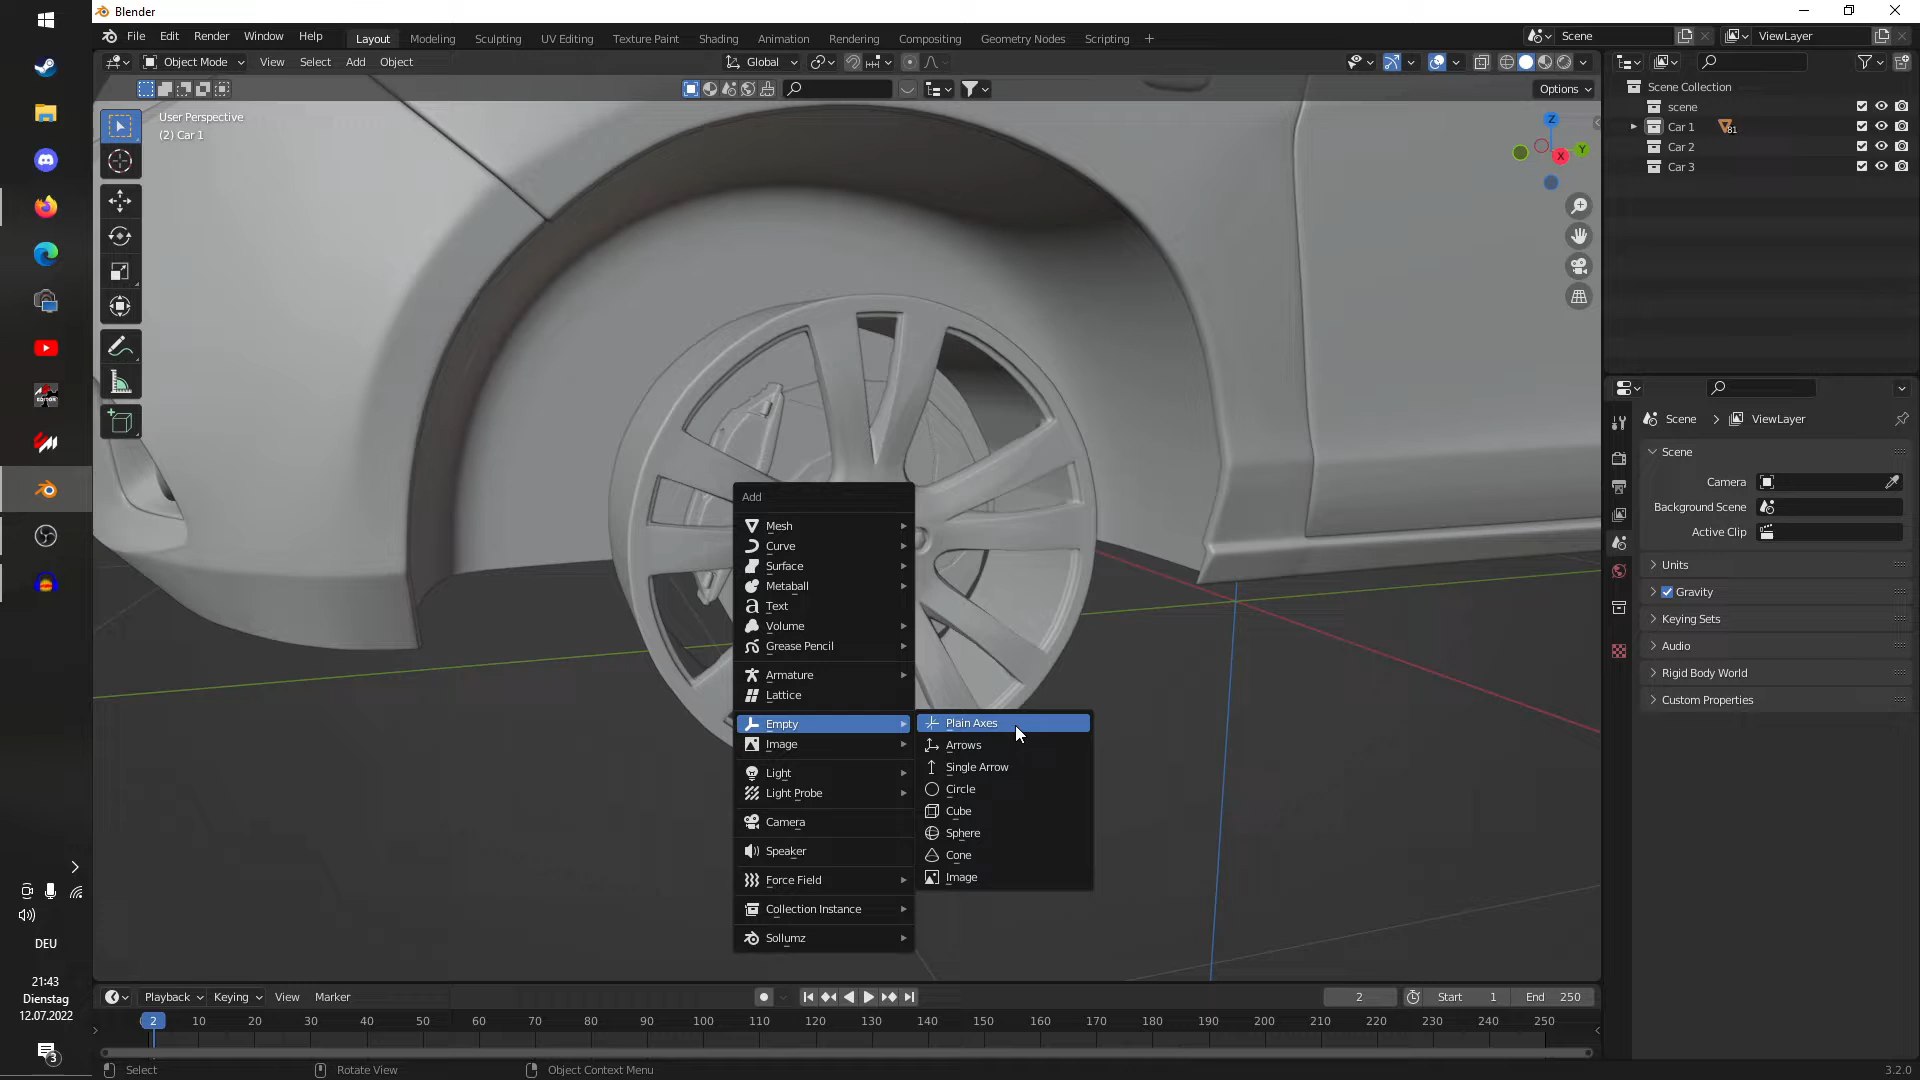 Blender
File Edit Render Window Help
Layout Modeling Sculpting UV Editing Texture Paint Shading Animation Rendering Compositing Geometry Nodes Scripting
Scene
ViewLayer
Object Mode View Select Add Object
Global
Options
User Perspective
(2) Car 1
Z
Y
X
Scene Collection
scene
Car 1
81
Car 2
Car 3
Scene > ViewLayer
Scene
Camera
Background Scene
Active Clip
Units
Gravity
Keying Sets
Audio
Rigid Body World
Custom Properties
Add
Mesh
Curve
Surface
Metaball
Text
Volume
Grease Pencil
Armature
Lattice
Empty
Image
Light
Light Probe
Camera
Speaker
Force Field
Collection Instance
Sollumz
Plain Axes
Arrows
Single Arrow
Circle
Cube
Sphere
Cone
Image
DEU
21:43
Dienstag
12.07.2022
3
Playback Keying View Marker
2
Start 1
End 250
2 10 20 30 40 50 60 70 80 90 100 110 120 130 140 150 160 170 180 190 200 210 220 230 240 250
Select
Rotate View
Object Context Menu
3.2.0